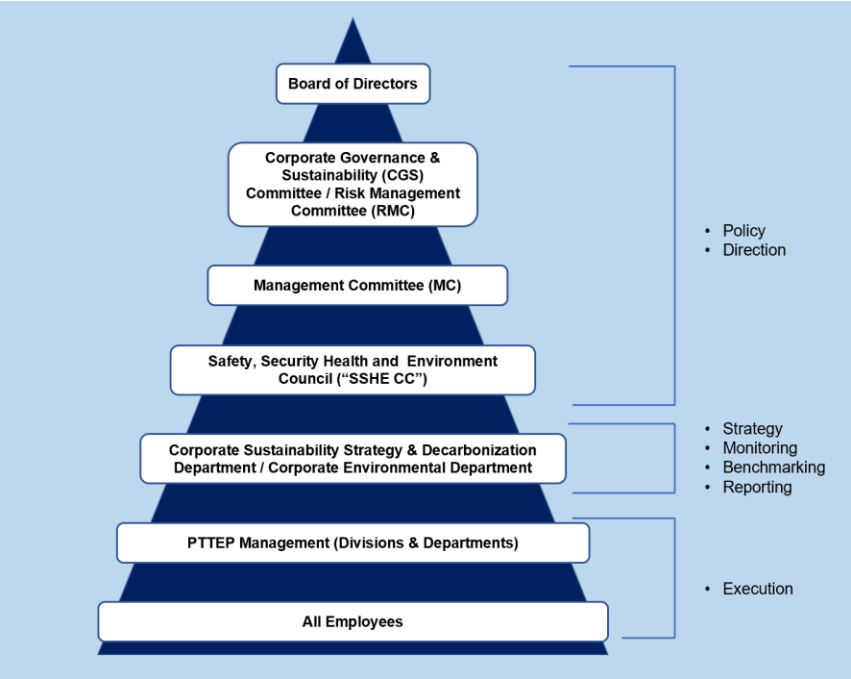 Board of Directors
Corporate Governance &
Sustainability (CGS)
Committee / Risk Management
Committee (RMC)
Management Committee (MC)
Safety, Security Health and Environment
Council (“SSHE CC”)
Corporate Sustainability Strategy & Decarbonization
Department / Corporate Environmental Department
PTTEP Management (Divisions & Departments)
All Employees
• Policy
• Direction
• Strategy
• Monitoring
• Benchmarking
• Reporting
• Execution